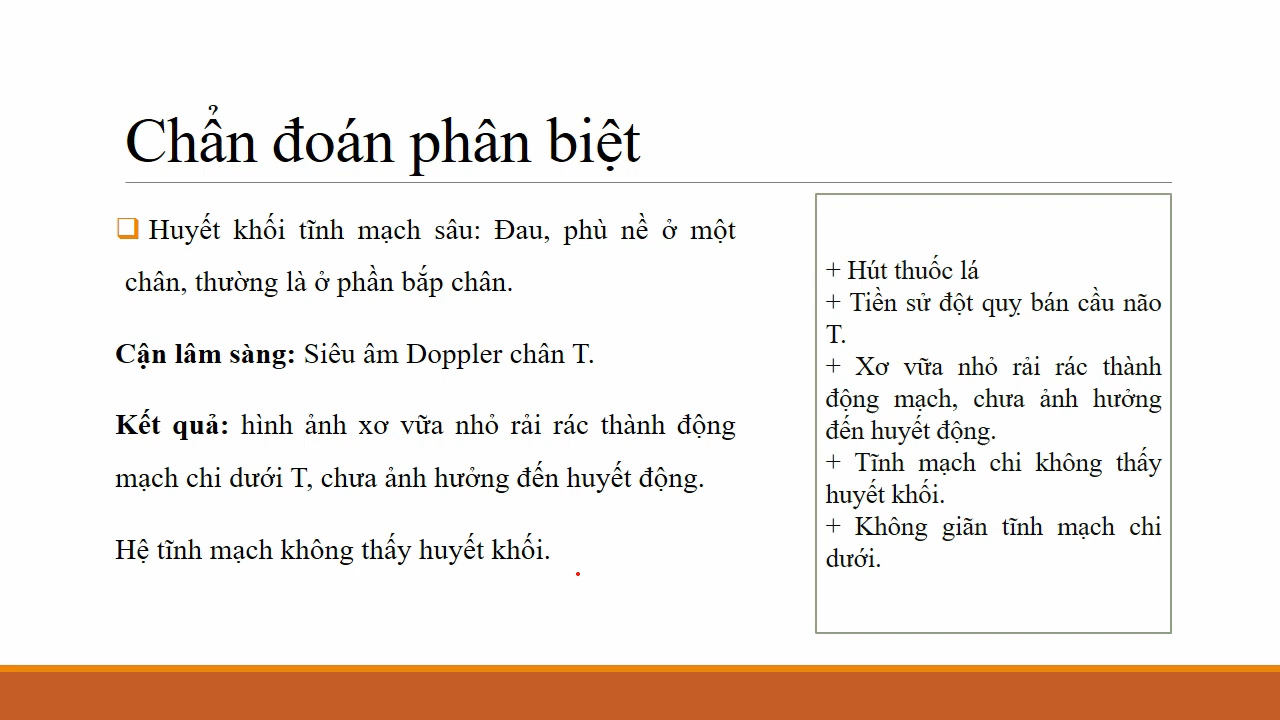 Chẩn đoán phân biệt
Huyết khối tĩnh mạch sâu: Đau, phù nề ở một
chân, thường là ở phần bắp chân.
Cận lâm sàng: Siêu âm Doppler chân T.
Kết quả: hình ảnh xơ vữa nhỏ rải rác thành động
mạch chi dưới T, chưa ảnh hưởng đến huyết động.
Hệ tĩnh mạch không thấy huyết khối.
+ Hút thuốc lá
+ Tiền sử đột quỵ bán cầu não
T.
+ Xơ vữa nhỏ rải rác thành
động mạch, chưa ảnh hưởng
đến huyết động.
+ Tĩnh mạch chi không thấy
huyết khối.
+ Không giãn tĩnh mạch chi
dưới.